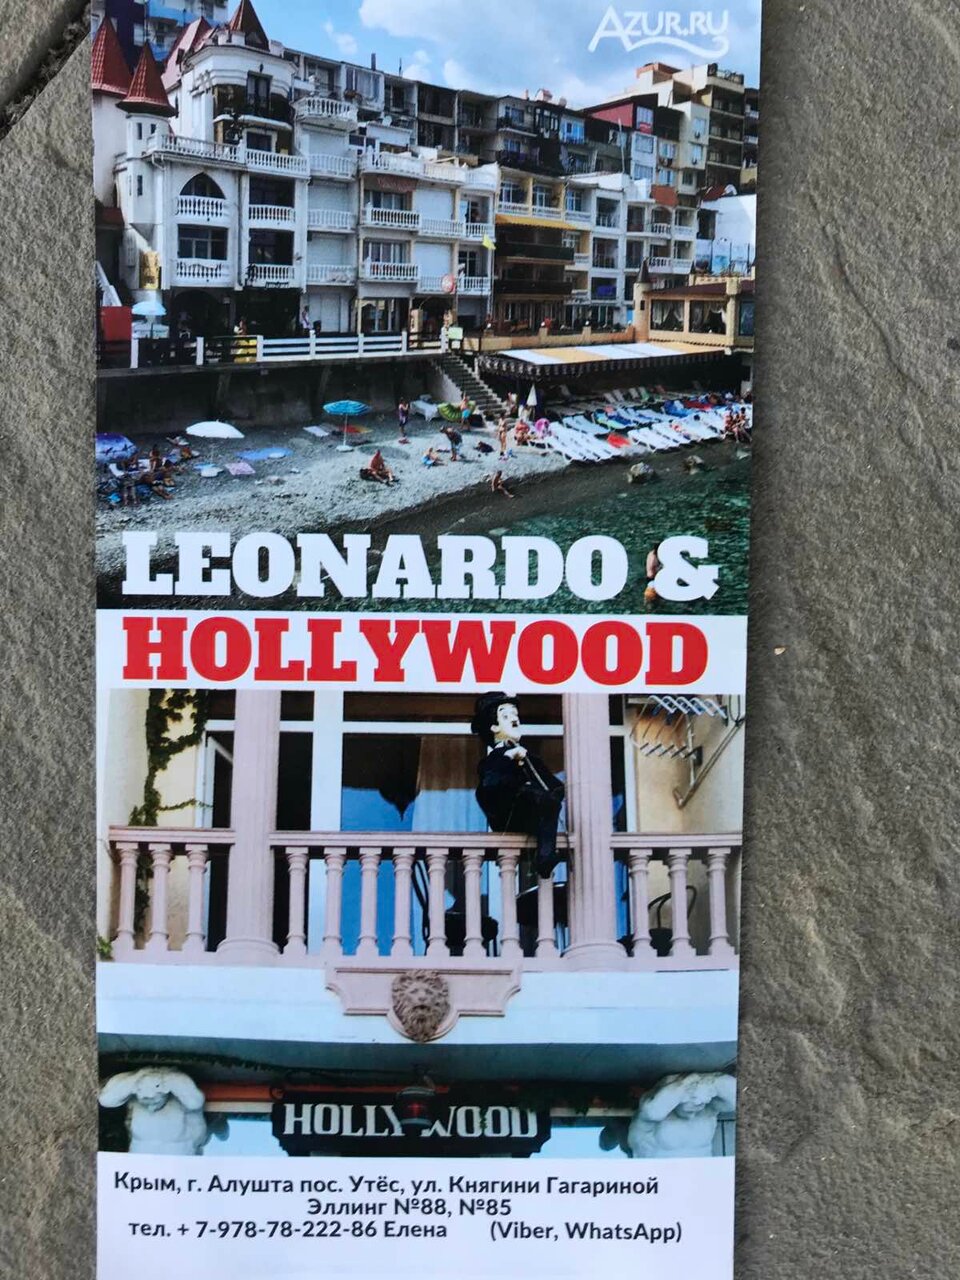 AZUR.RU
LEONARDO &
HOLLYWOOD
HOLLYWOOD
Крым, г. Алушта пос. Утёс, ул. Княгини Гагариной
Эллинг №88, №85
тел. + 7-978-78-222-86 Елена (Viber, WhatsApp)